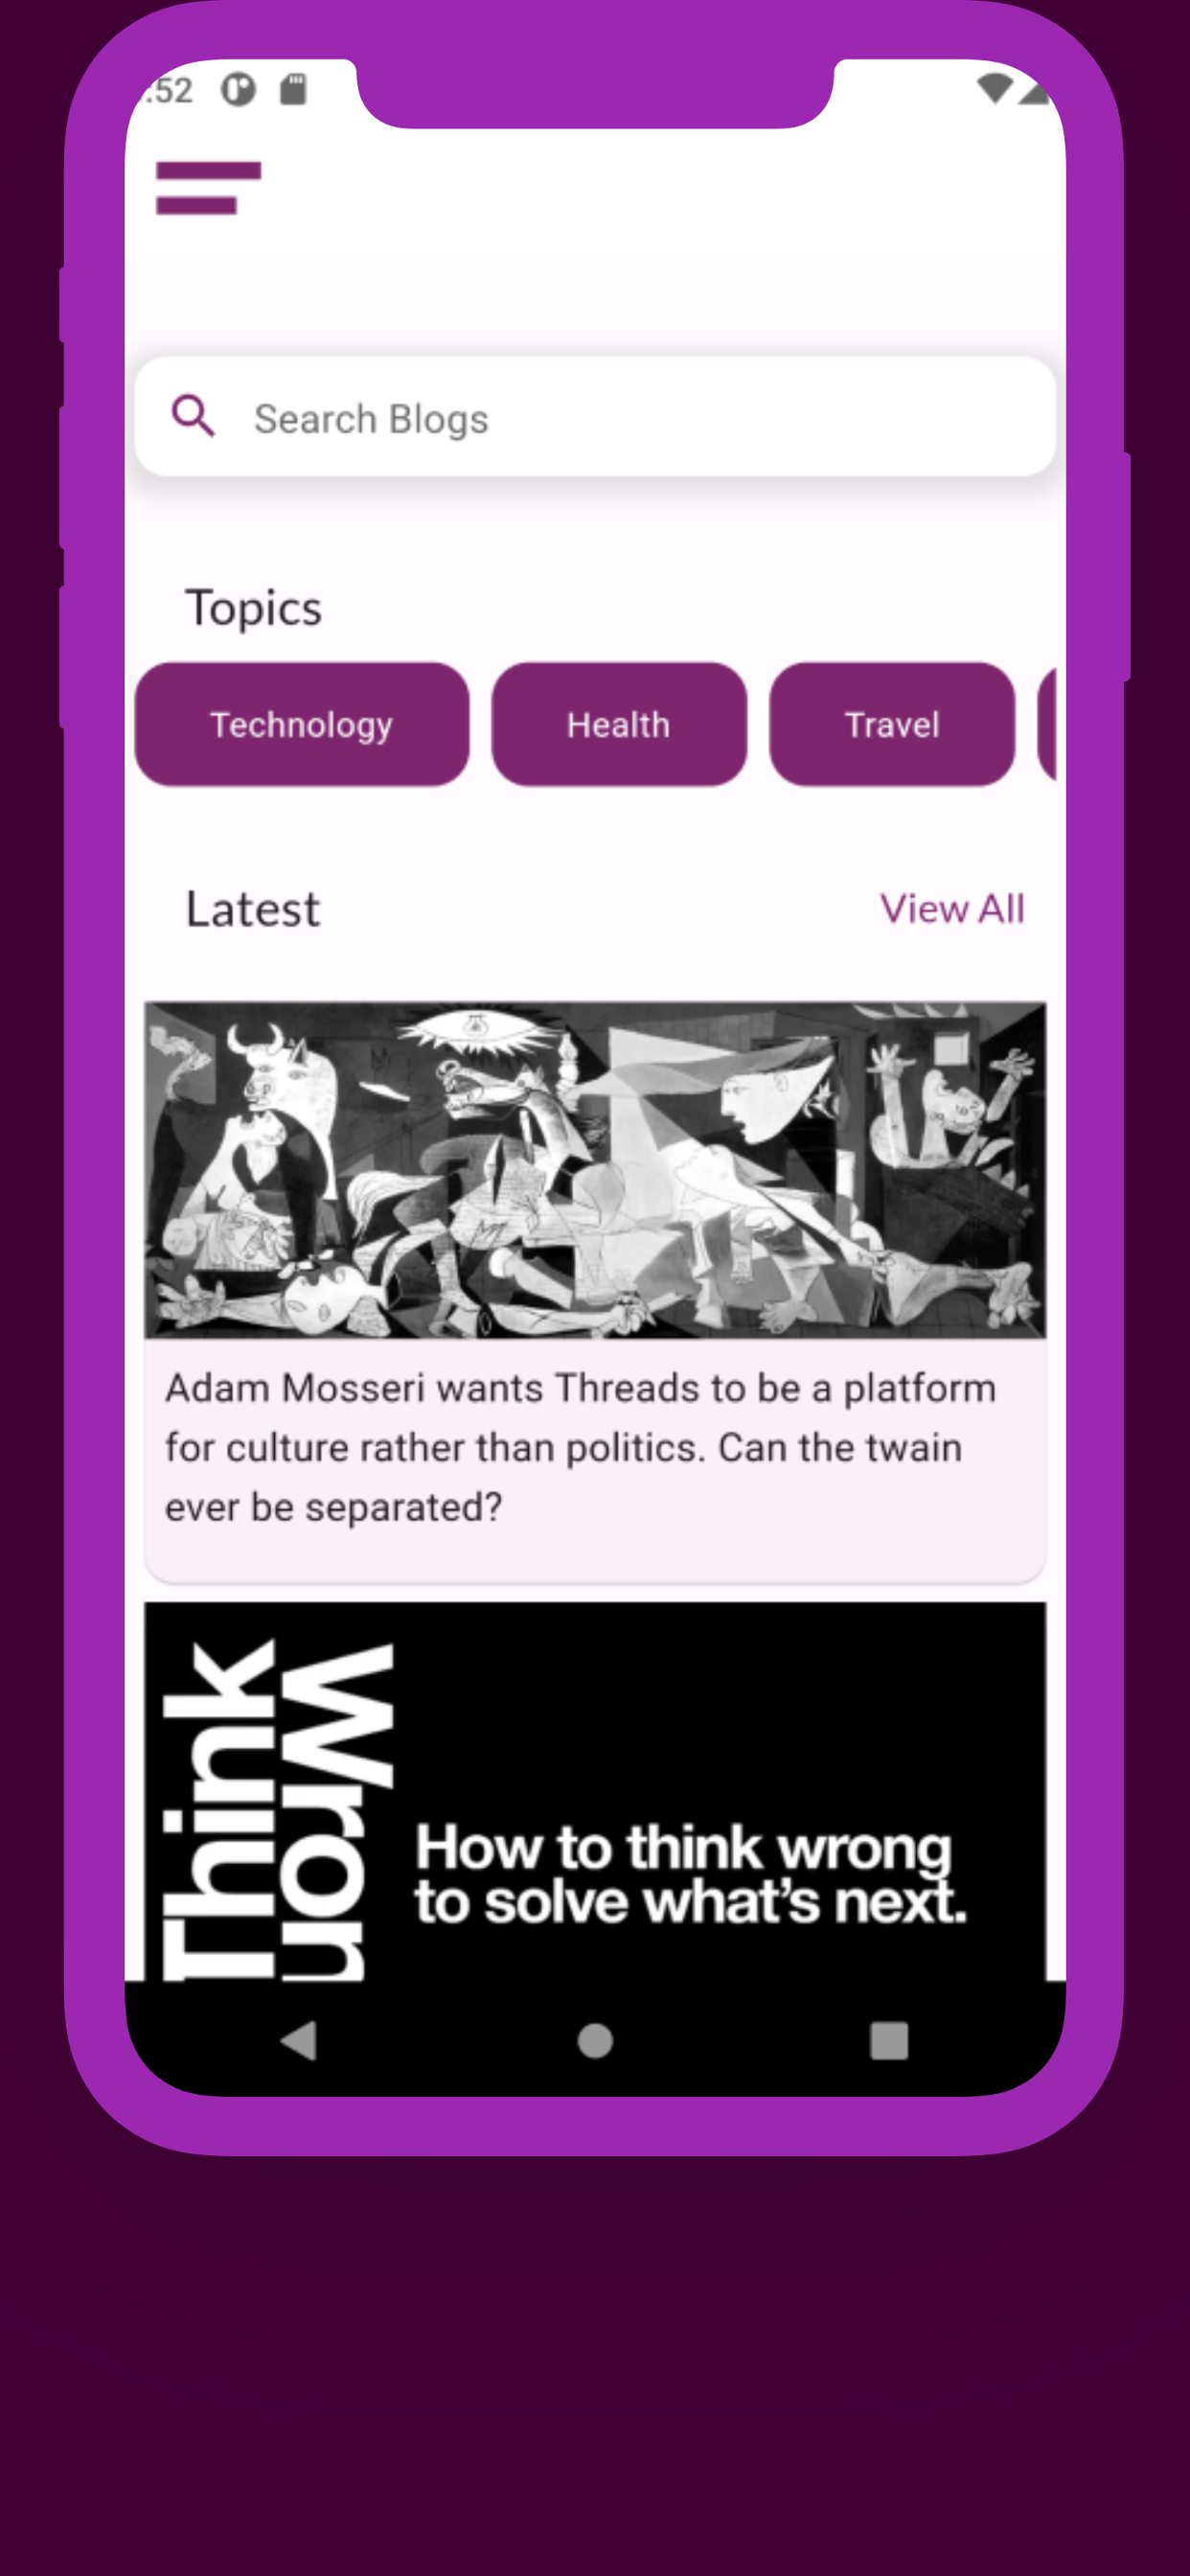 :52
Search Blogs
Topics
Technology
Health
Travel
Latest
View All
Adam Mosseri wants Threads to be a platform
for culture rather than politics. Can the twain
ever be separated?
Think
Wron
How to think wrong
to solve what’s next.